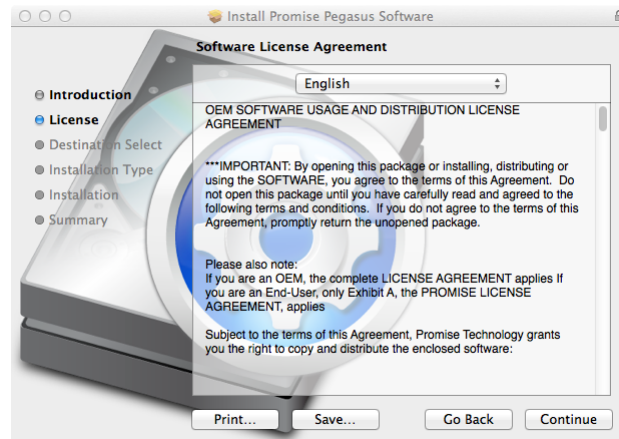 Install Promise Pegasus Software
Software License Agreement
English
Introduction
License
Destination Select
Installation Type
Installation
Summary
OEM SOFTWARE USAGE AND DISTRIBUTION LICENSE
AGREEMENT
***IMPORTANT: By opening this package or installing, distributing or
using the SOFTWARE, you agree to the terms of this Agreement.  Do
not open this package until you have carefully read and agreed to the
following terms and conditions.  If you do not agree to the terms of this
Agreement, promptly return the unopened package.
Please also note:
If you are an OEM, the complete LICENSE AGREEMENT applies If
you are an End-User, only Exhibit A, the PROMISE LICENSE
AGREEMENT, applies
Subject to the terms of this Agreement, Promise Technology grants
you the right to copy and distribute the enclosed software:
Print...
Save...
Go Back
Continue